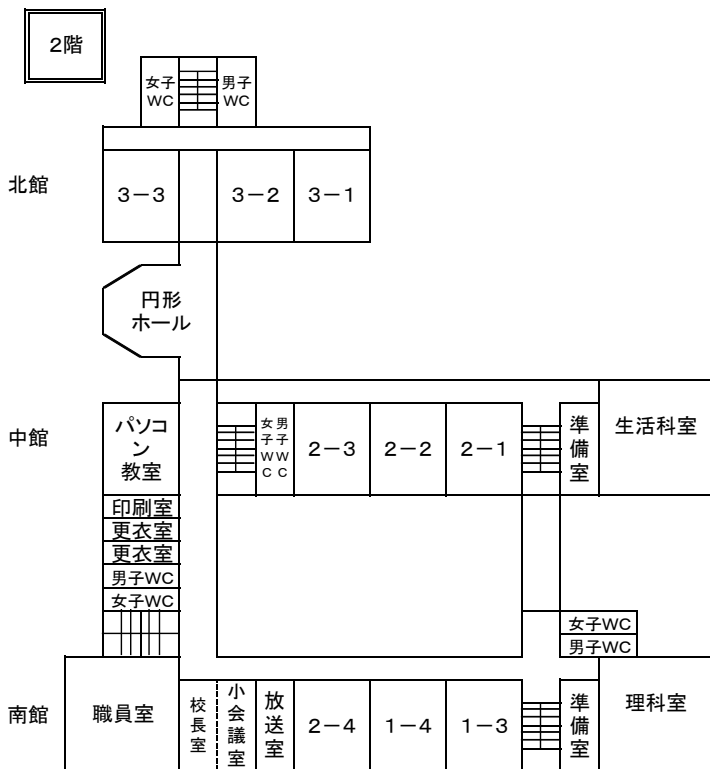 ２階
女子
WC
男子
WC
北館
３－３
３－２
３－１
円形
ホール
中館
パソコ
ン
教室
女子WC
男子WC
２－３
２－２
２－１
準備室
生活科室
印刷室
更衣室
更衣室
男子WC
女子WC
女子WC
男子WC
南館
職員室
校長室
小会議室
放送室
２－４
１－４
１－３
準備室
理科室